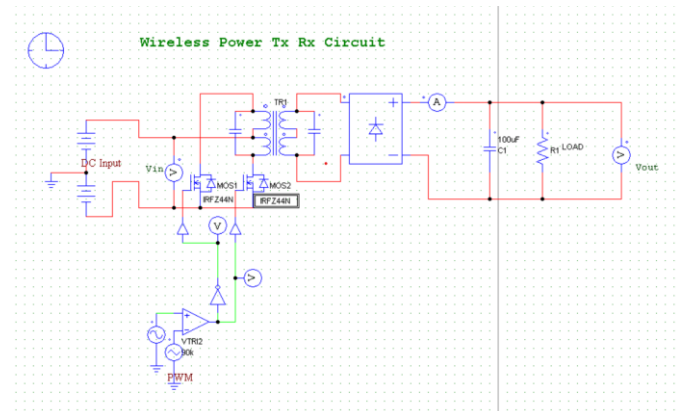 Wireless Power Tx Rx Circuit
TR1
A
100uF
C1
R1 LOAD
DC Input
Vin
V
MOS1
MOS2
V
Vout
IRFZ44N
IRFZ44N
V
V
VTRI2
90k
PWM